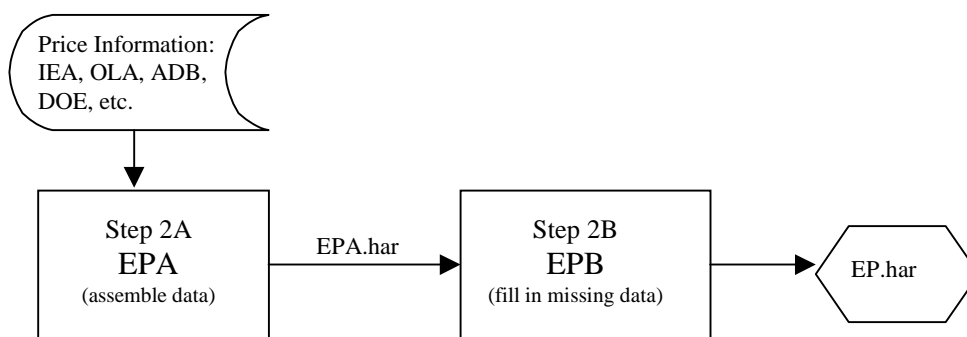 Price Information:
IEA, OLA, ADB,
DOE, etc.
Step 2A
EPA
(assemble data)
EPA.har
Step 2B
EPB
(fill in missing data)
EP.har